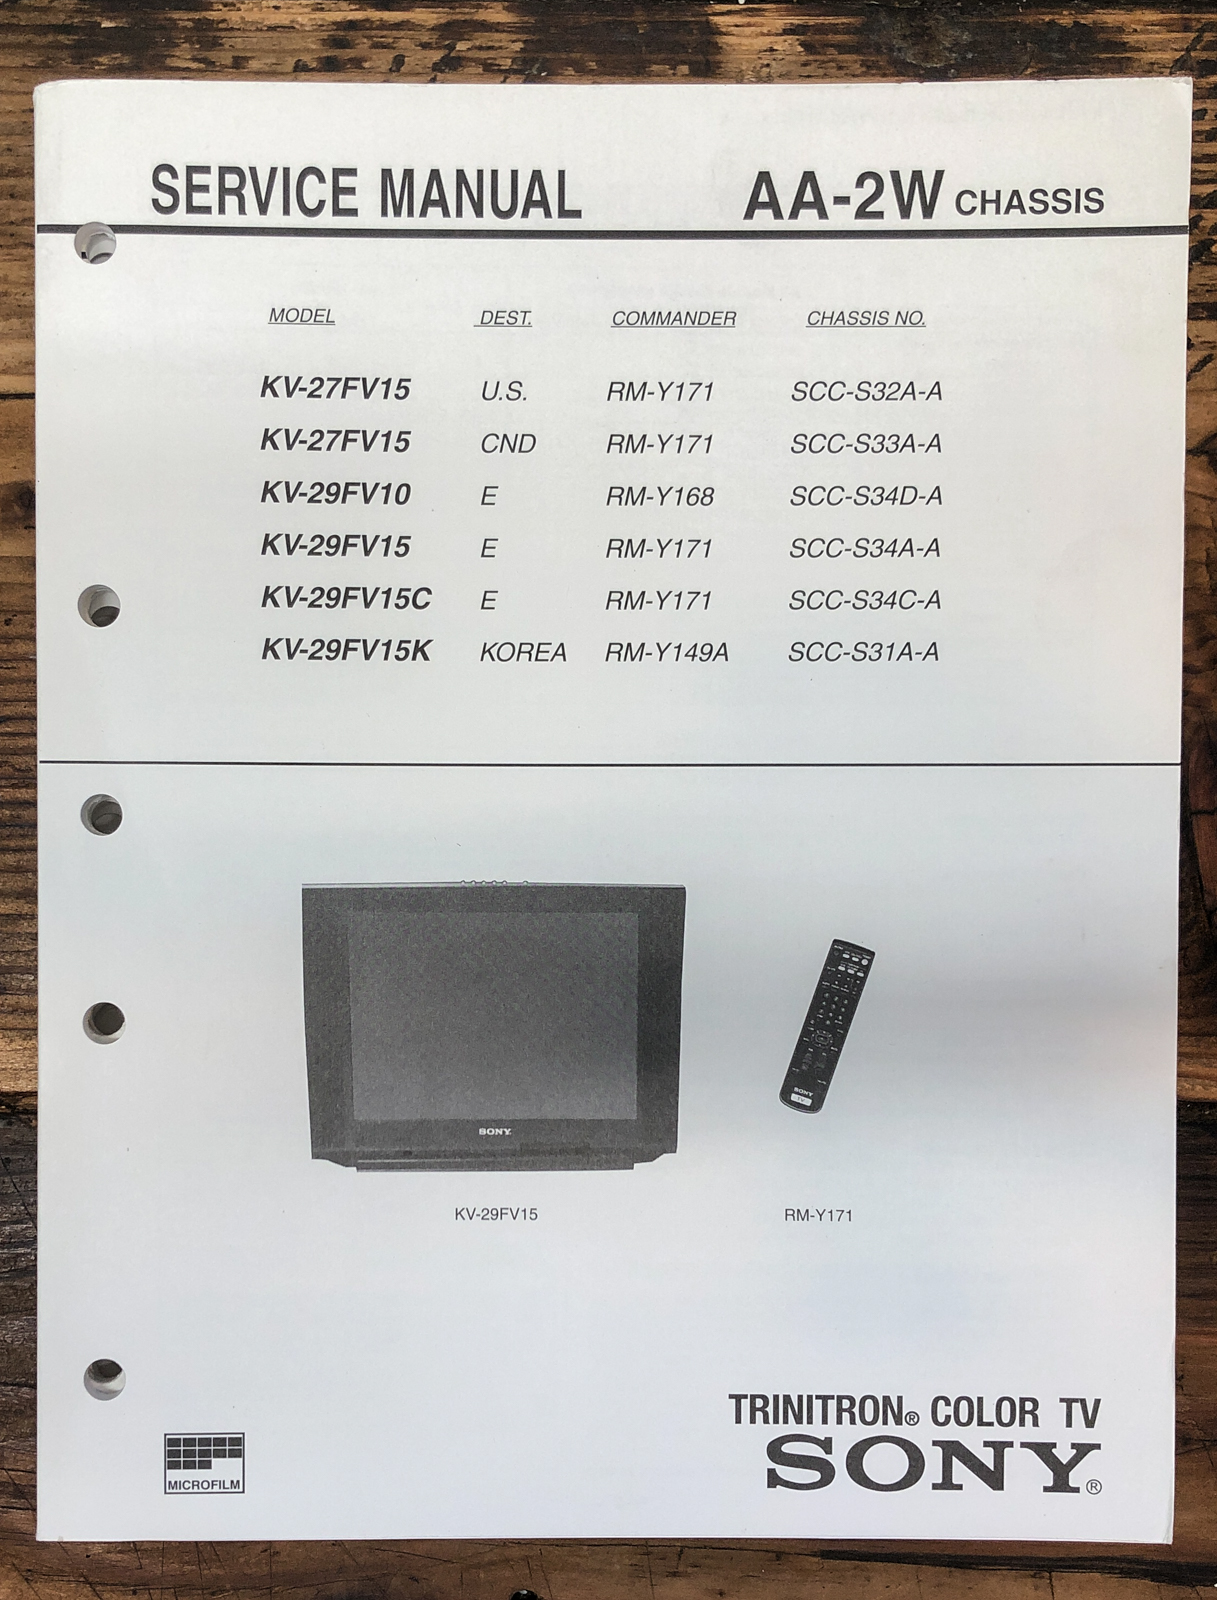 SERVICE MANUAL AA-2W CHASSIS
MODEL DEST. COMMANDER CHASSIS NO.
KV-27FV15 U.S. RM-Y171 SCC-S32A-A
KV-27FV15 CND RM-Y171 SCC-S33A-A
KV-29FV10 E RM-Y168 SCC-S34D-A
KV-29FV15 E RM-Y171 SCC-S34A-A
KV-29FV15C E RM-Y171 SCC-S34C-A
KV-29FV15K KOREA RM-Y149A SCC-S31A-A
SONY
SONY
TV
KV-29FV15 RM-Y171
TRINITRON® COLOR TV
SONY®
MICROFILM